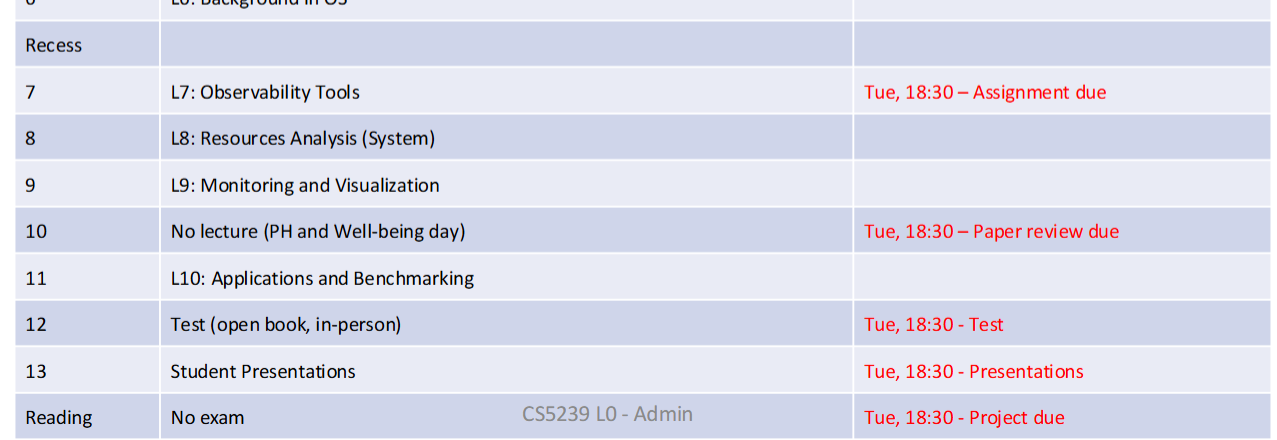 6 L6: Background in OS
Recess
7 L7: Observability Tools Tue, 18:30 – Assignment due
8 L8: Resources Analysis (System)
9 L9: Monitoring and Visualization
10 No lecture (PH and Well-being day) Tue, 18:30 – Paper review due
11 L10: Applications and Benchmarking
12 Test (open book, in-person) Tue, 18:30 - Test
13 Student Presentations Tue, 18:30 - Presentations
Reading No exam CS5239 L0 - Admin Tue, 18:30 - Project due